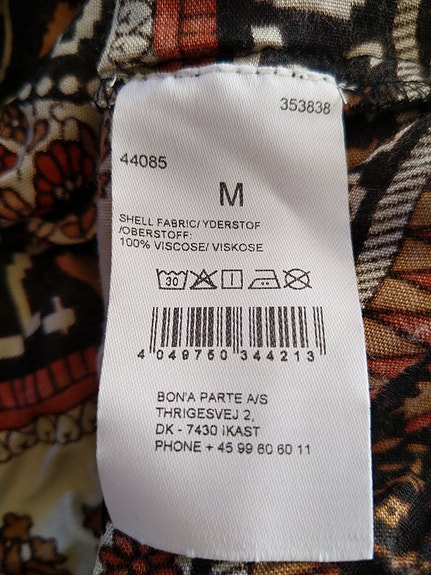 353838
44085
M
SHELL FABRIC/ YDERSTOF
/OBERSTOFF:
100% VISCOSE/ VISKOSE
30
4 049750 344213
BON'A PARTE A/S
THRIGESVEJ 2,
DK - 7430 IKAST
PHONE + 45 99 60 60 11